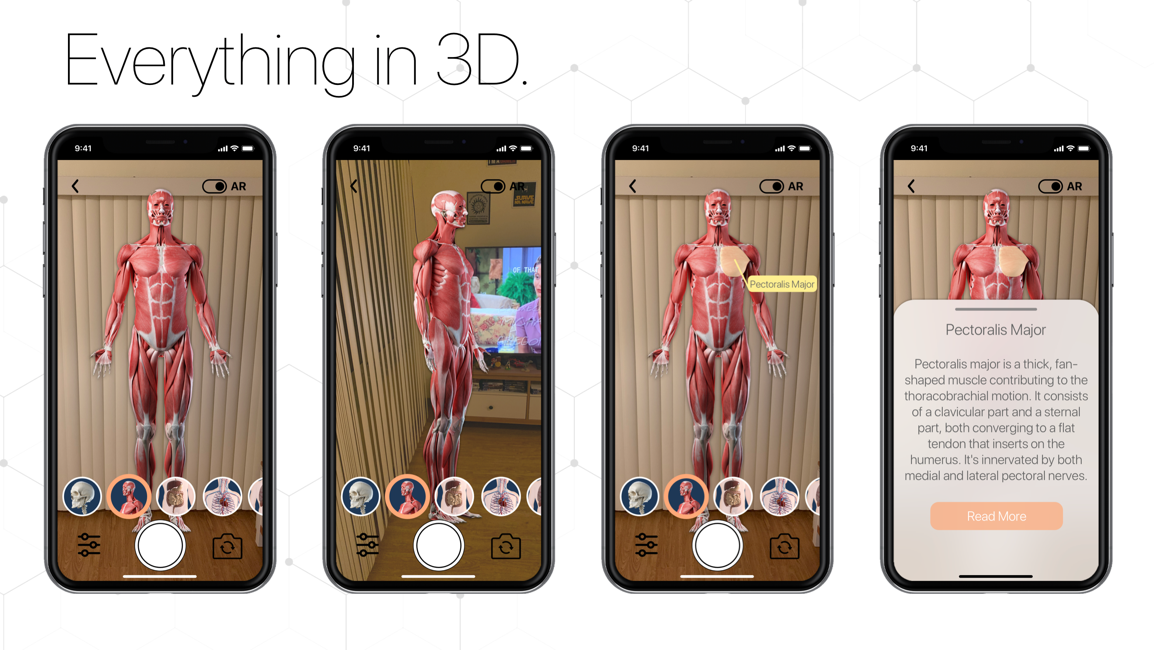 Everything in 3D.
9:41
AR
9:41
AR
OF THA
9:41
AR
Pectoralis Major
9:41
AR
Pectoralis Major
Pectoralis major is a thick, fan-
shaped muscle contributing to the
thoracobrachial motion. It consists
of a clavicular part and a sternal
part, both converging to a flat
tendon that inserts on the
humerus. It's innervated by both
medial and lateral pectoral nerves.
Read More